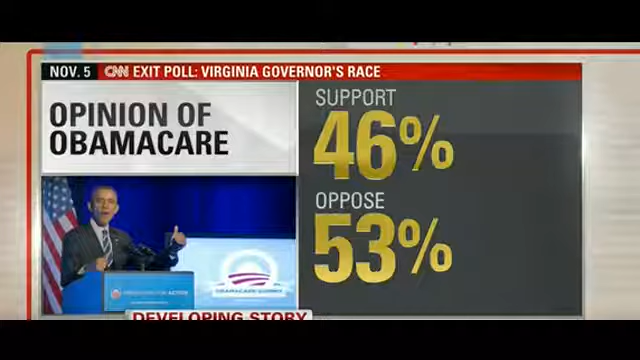 NOV. 5 CNN EXIT POLL: VIRGINIA GOVERNOR'S RACE
OPINION OF
OBAMACARE
SUPPORT
46%
OPPOSE
53%
OBAMACARE SUMMIT
DEVELOPING STORY